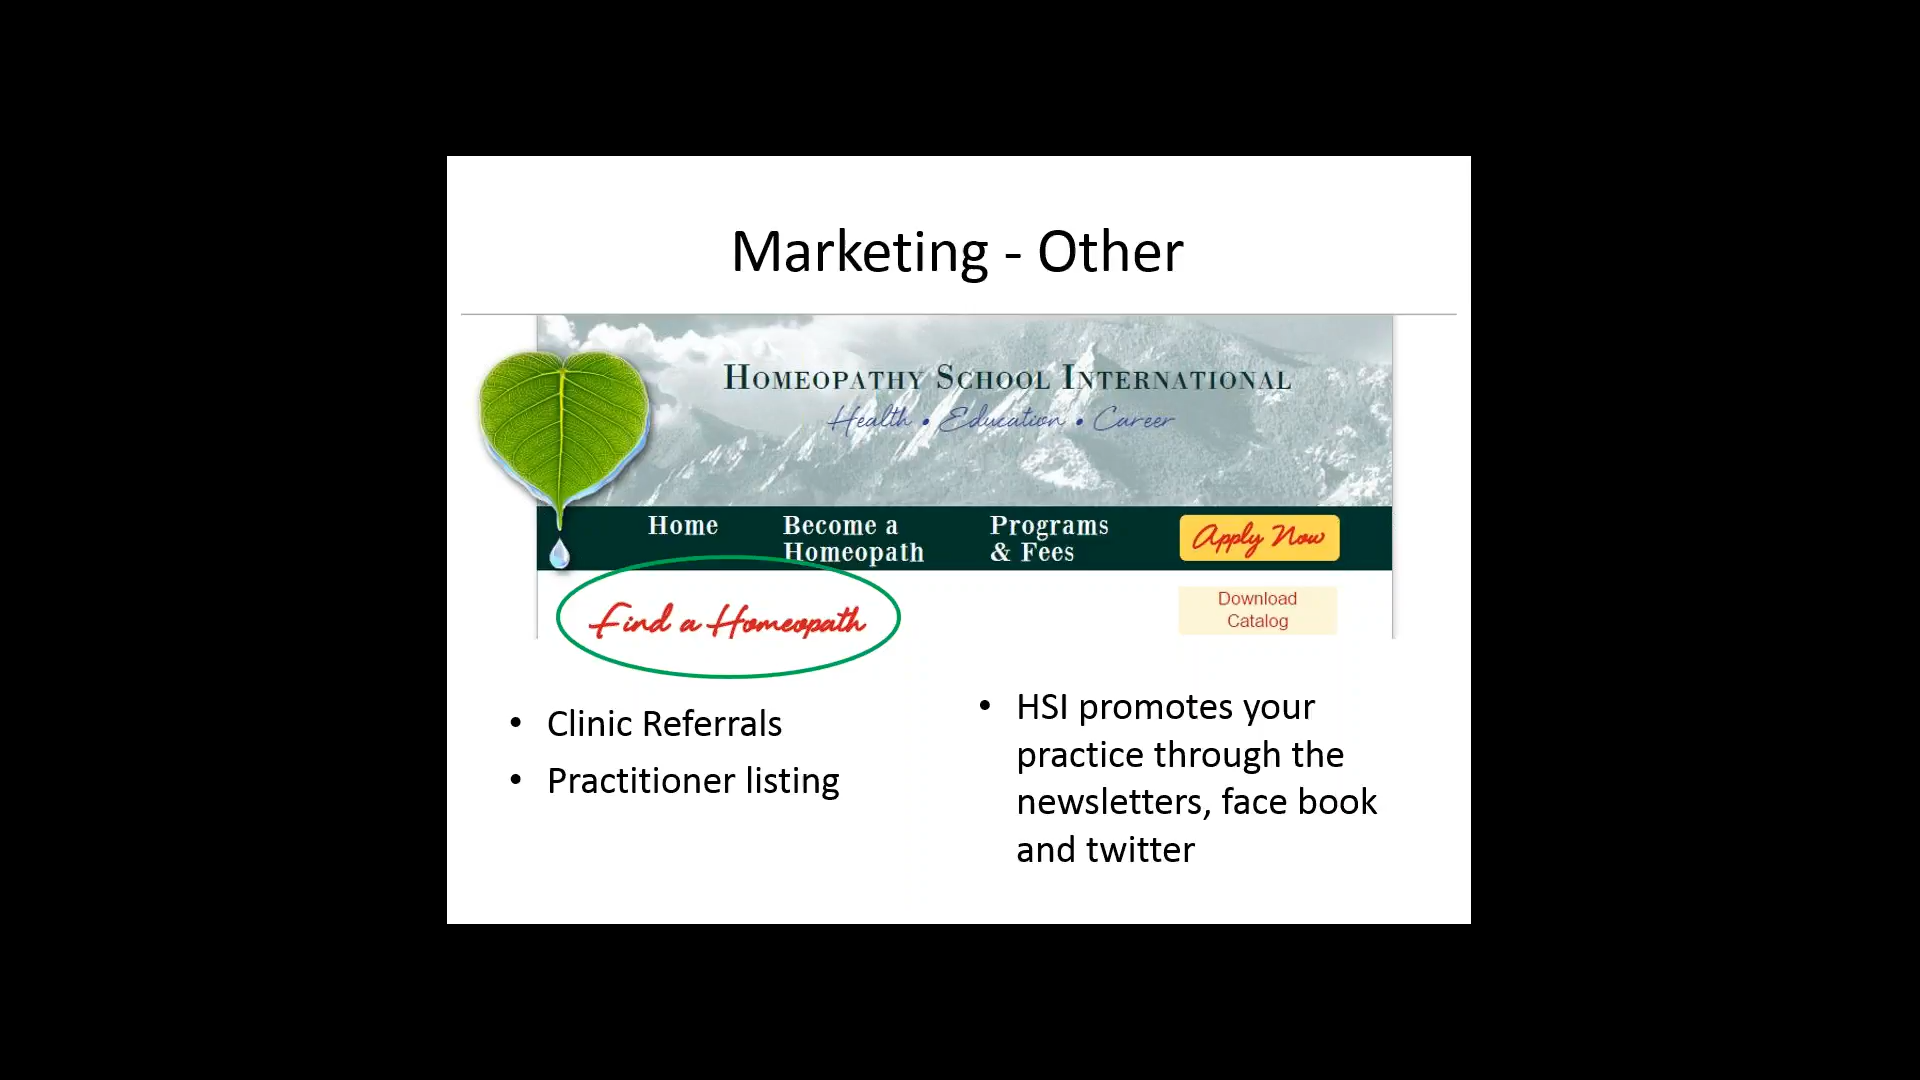 Marketing - Other
HOMEOPATHY SCHOOL INTERNATIONAL
Health • Education • Career
Home
Become a
Homeopath
Programs
& Fees
Apply Now
Find a Homeopath
Download
Catalog
• Clinic Referrals
• Practitioner listing
• HSI promotes your
practice through the
newsletters, face book
and twitter